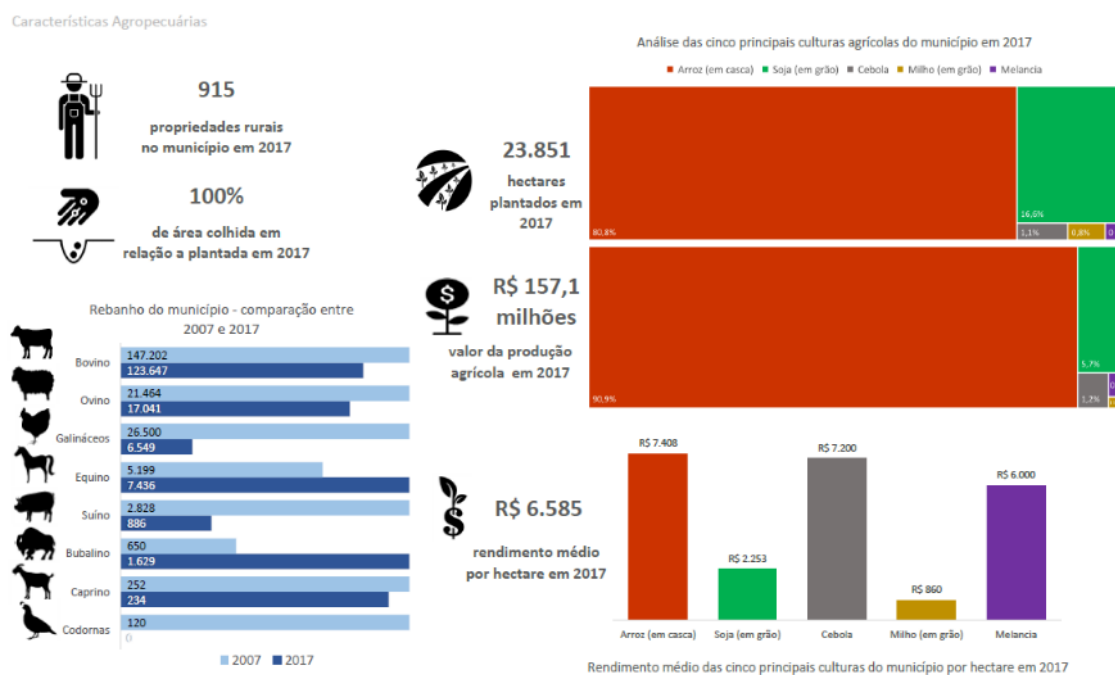 Características Agropecuárias
915
propriedades rurais
no município em 2017
100%
de área colhida em
relação a plantada em 2017
Rebanho do município - comparação entre
2007 e 2017
Bovino
147.202
123.647
Ovino
21.464
17.041
Galináceos
26.500
6.549
Equino
5.199
7.436
Suíno
2.828
886
Bubalino
650
1.629
Caprino
252
234
Codornas
120
0
2007 2017
23.851
hectares
plantados em
2017
R$ 157,1
milhões
valor da produção
agrícola em 2017
R$ 6.585
rendimento médio
por hectare em 2017
Análise das cinco principais culturas agrícolas do município em 2017
Arroz (em casca) Soja (em grão) Cebola Milho (em grão) Melancia
80,8%
16,6%
1,1%
0,8%
90,9%
5,7%
1,2%
R$ 7.408
R$ 2.253
R$ 7.200
R$ 860
R$ 6.000
Arroz (em casca) Soja (em grão) Cebola Milho (em grão) Melancia
Rendimento médio das cinco principais culturas do município por hectare em 2017